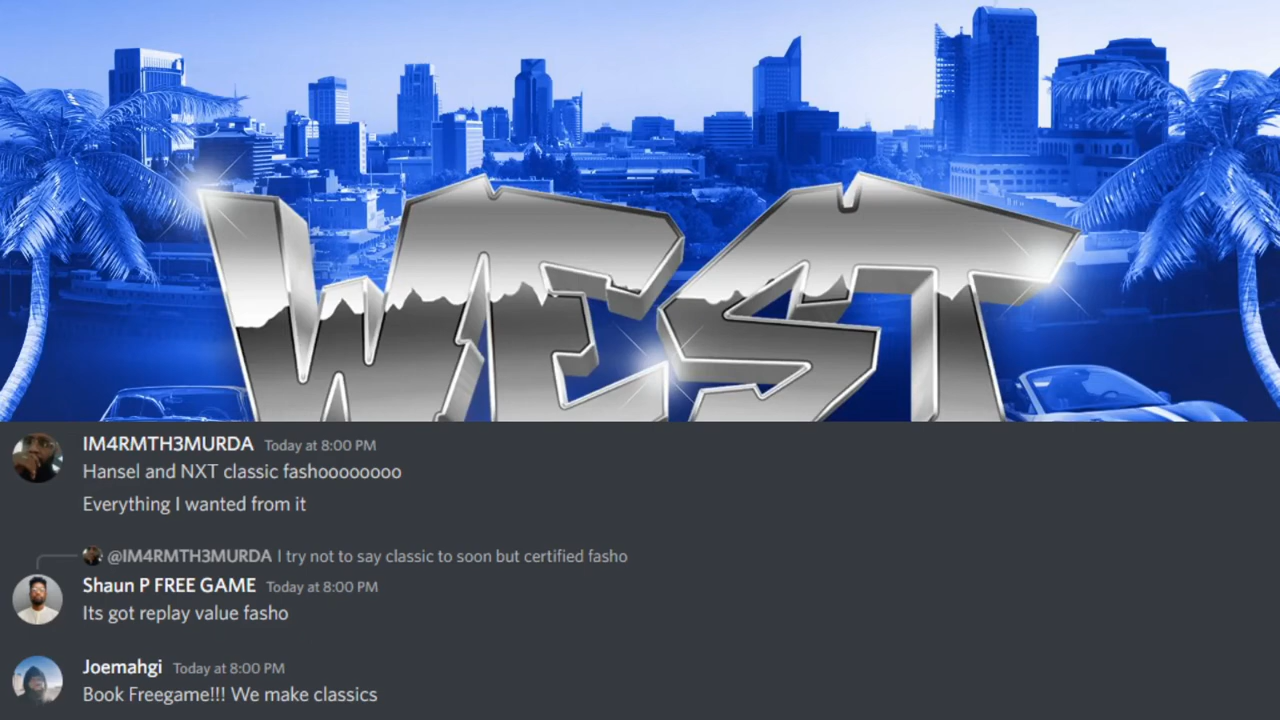 WEST
IM4RMTH3MURDA Today at 8:00 PM
Hansel and NXT classic fashoooooooo
Everything I wanted from it
@IM4RMTH3MURDA I try not to say classic to soon but certified fasho
Shaun P FREE GAME Today at 8:00 PM
Its got replay value fasho
Joemahgi Today at 8:00 PM
Book Freegame!!! We make classics